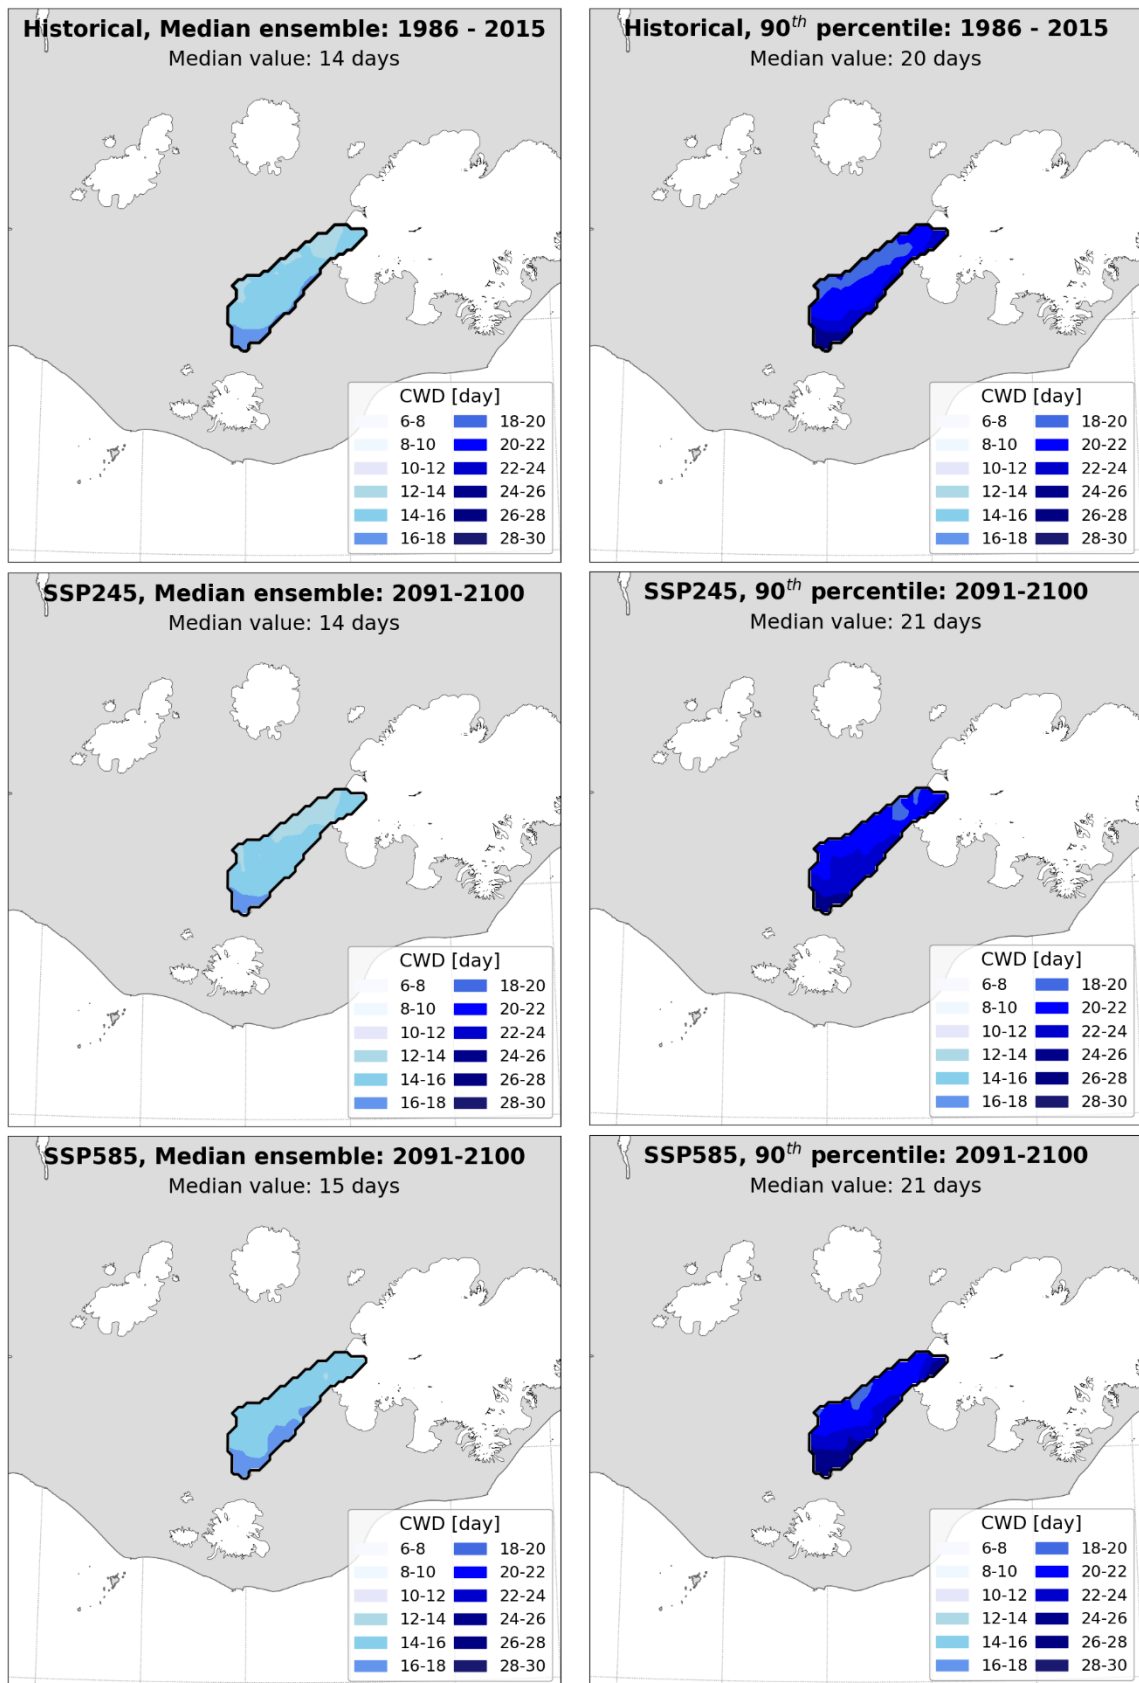 Historical, Median ensemble: 1986 - 2015
Median value: 14 days
CWD [day]
6-8 18-20
8-10 20-22
10-12 22-24
12-14 24-26
14-16 26-28
16-18 28-30
Historical, 90th percentile: 1986 - 2015
Median value: 20 days
CWD [day]
6-8 18-20
8-10 20-22
10-12 22-24
12-14 24-26
14-16 26-28
16-18 28-30
SSP245, Median ensemble: 2091-2100
Median value: 14 days
CWD [day]
6-8 18-20
8-10 20-22
10-12 22-24
12-14 24-26
14-16 26-28
16-18 28-30
SSP245, 90th percentile: 2091-2100
Median value: 21 days
CWD [day]
6-8 18-20
8-10 20-22
10-12 22-24
12-14 24-26
14-16 26-28
16-18 28-30
SSP585, Median ensemble: 2091-2100
Median value: 15 days
CWD [day]
6-8 18-20
8-10 20-22
10-12 22-24
12-14 24-26
14-16 26-28
16-18 28-30
SSP585, 90th percentile: 2091-2100
Median value: 21 days
CWD [day]
6-8 18-20
8-10 20-22
10-12 22-24
12-14 24-26
14-16 26-28
16-18 28-30